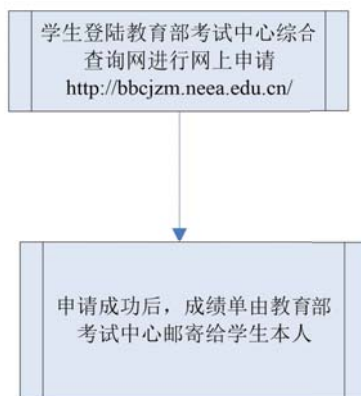 学生登陆教育部考试中心综合
查询网进行网上申请
http://bbcjzm.neea.edu.cn/
申请成功后，成绩单由教育部
考试中心邮寄给学生本人